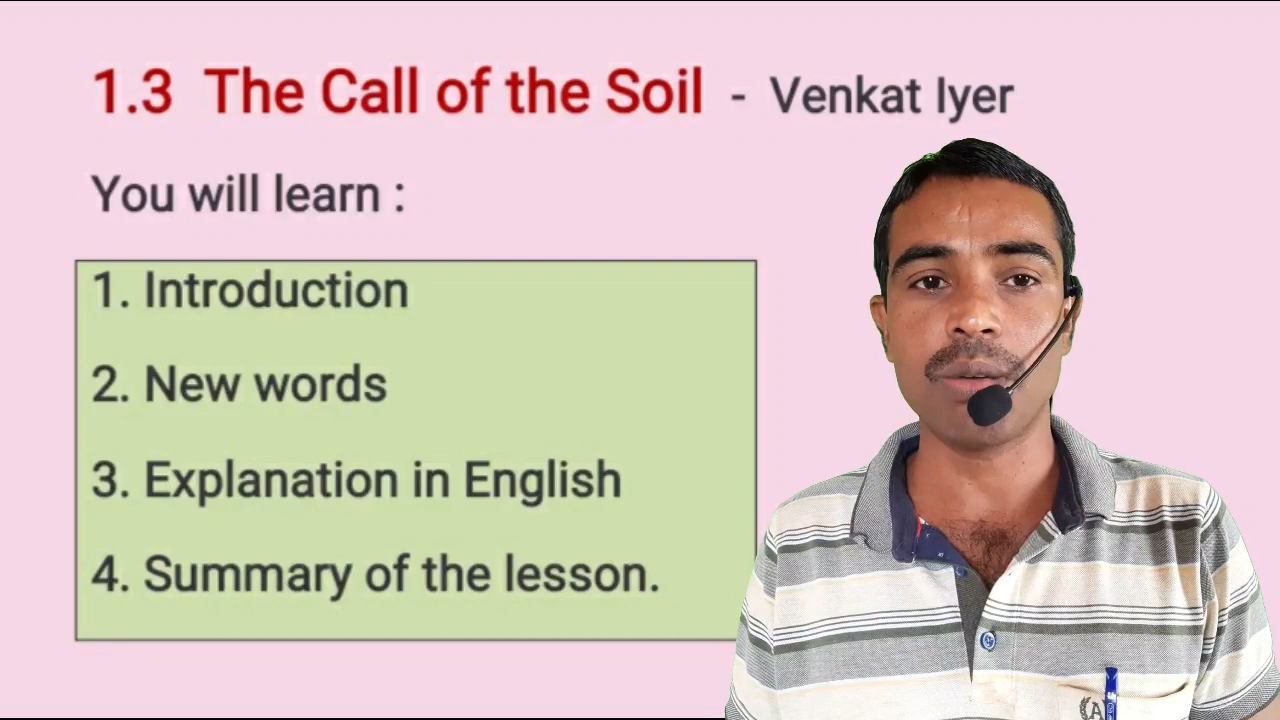 1.3 The Call of the Soil - Venkat Iyer
You will learn :
1. Introduction
2. New words
3. Explanation in English
4. Summary of the lesson.